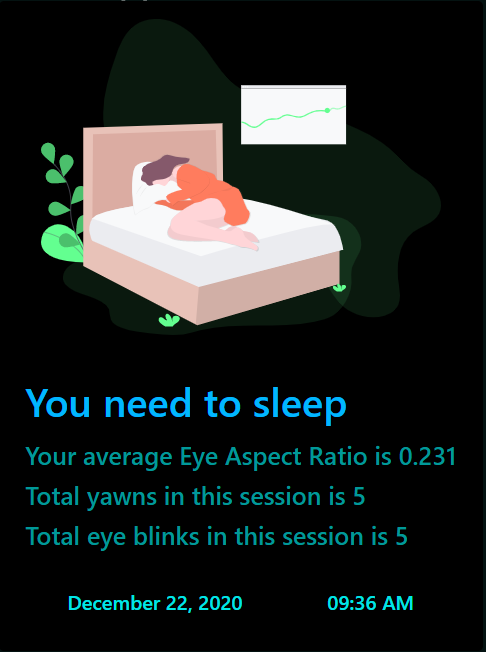 You need to sleep
Your average Eye Aspect Ratio is 0.231
Total yawns in this session is 5
Total eye blinks in this session is 5
December 22, 2020 09:36 AM